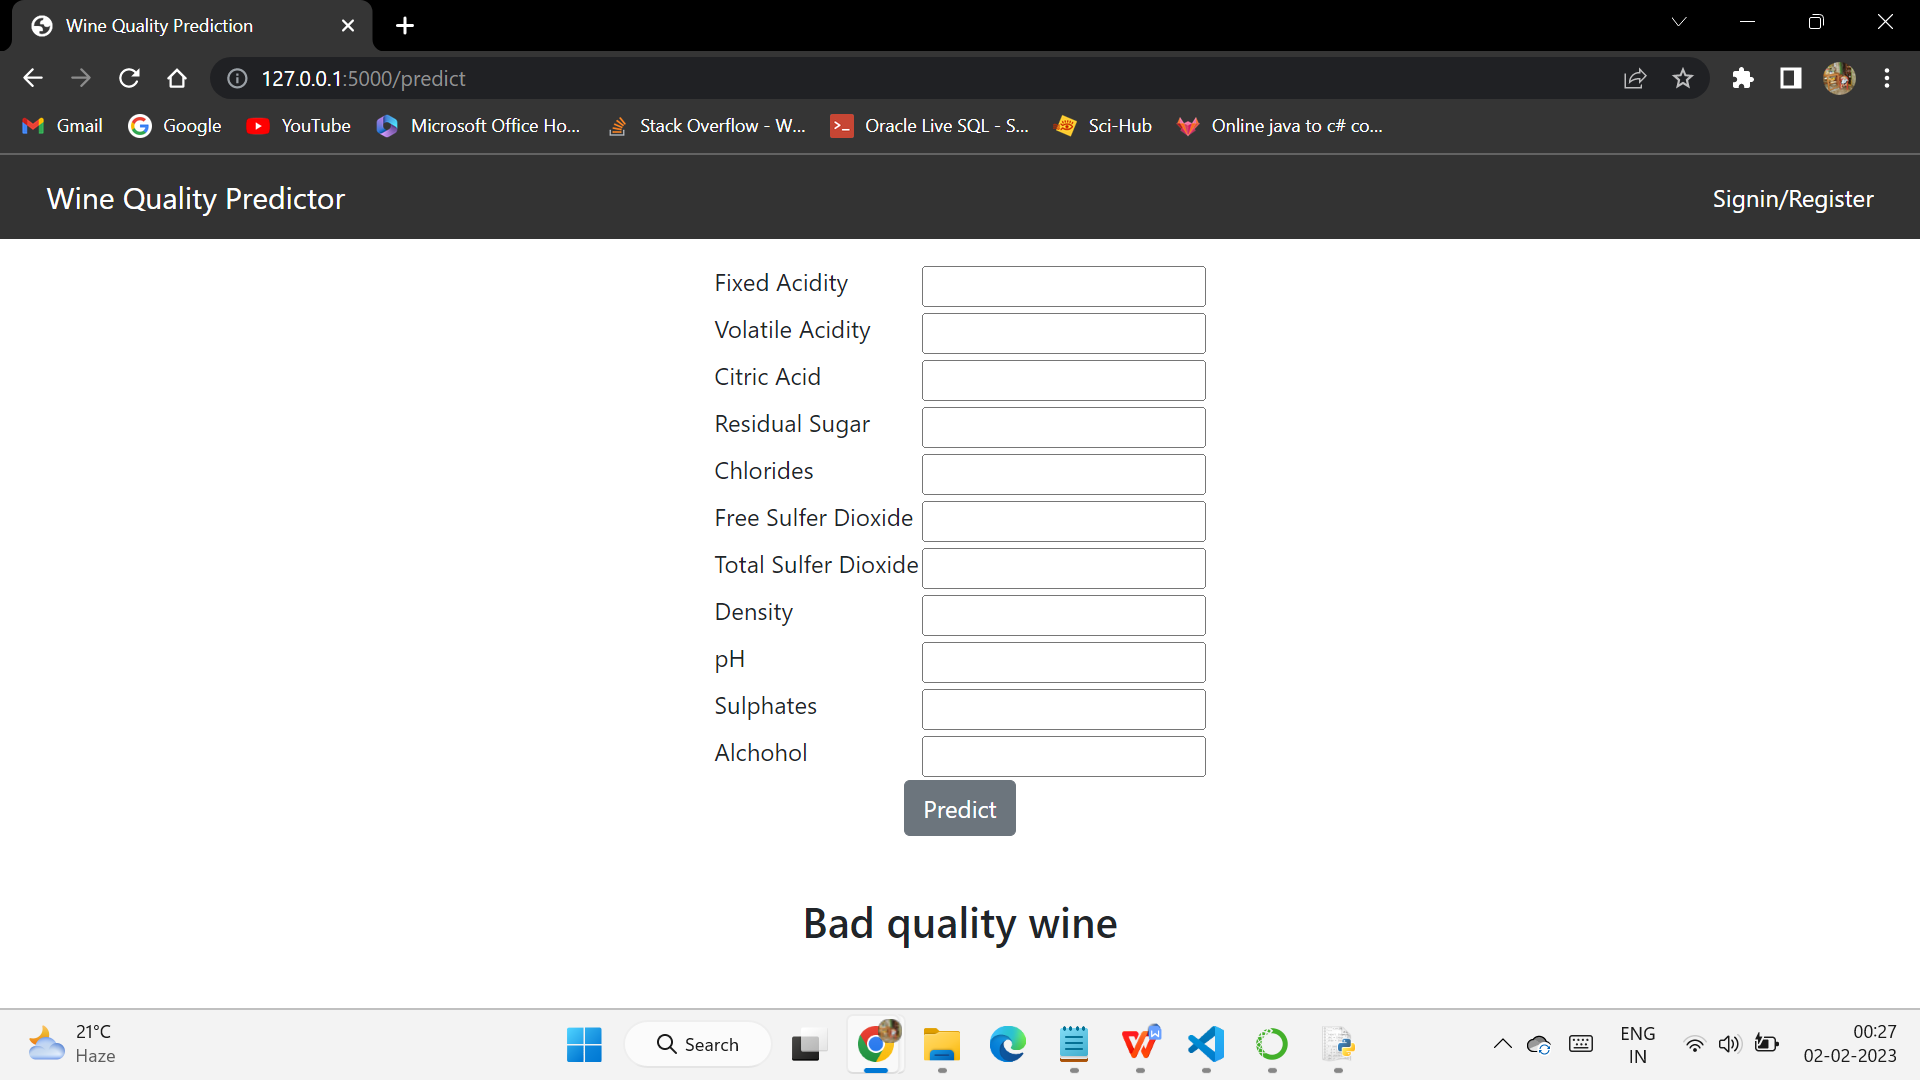 Wine Quality Prediction
127.0.0.1:5000/predict
Gmail
Google
YouTube
Microsoft Office Ho...
Stack Overflow - W...
Oracle Live SQL - S...
Sci-Hub
Online java to c# co...
Wine Quality Predictor
Signin/Register
Fixed Acidity
Volatile Acidity
Citric Acid
Residual Sugar
Chlorides
Free Sulfer Dioxide
Total Sulfer Dioxide
Density
pH
Sulphates
Alchohol
Predict
Bad quality wine
21°C
Haze
Search
ENG
IN
00:27
02-02-2023